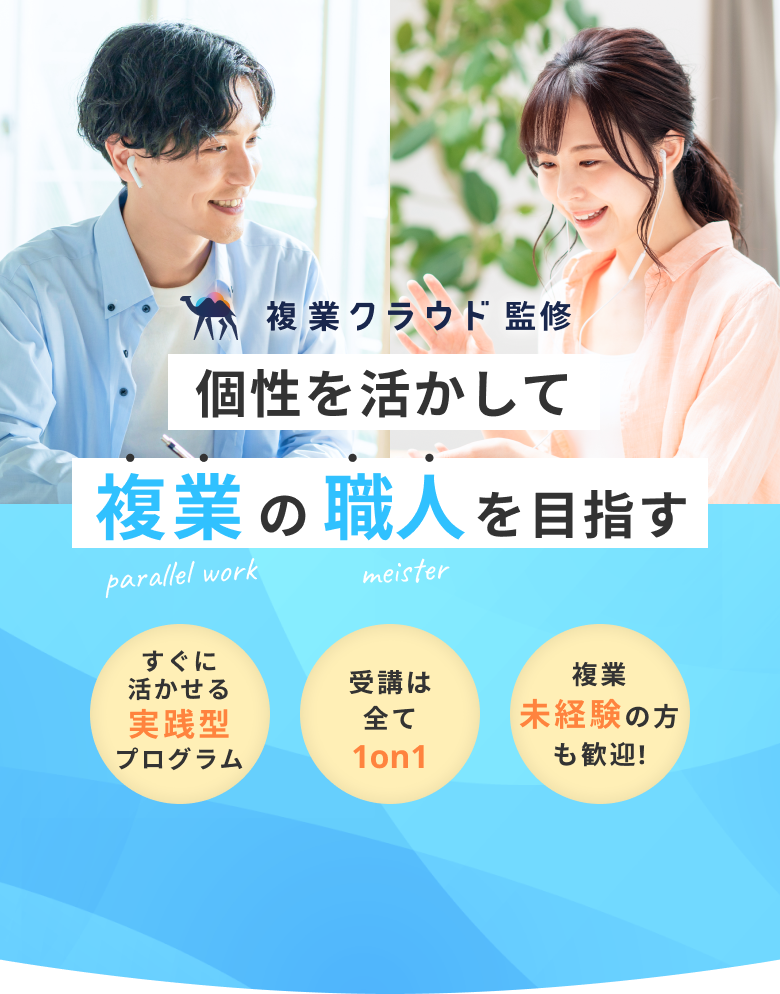 複業クラウド 監修
個性を活かして
複業の職人を目指す
parallel work meister
すぐに
活かせる
実践型
プログラム
受講は
全て
1on1
複業
未経験の方
も歓迎!